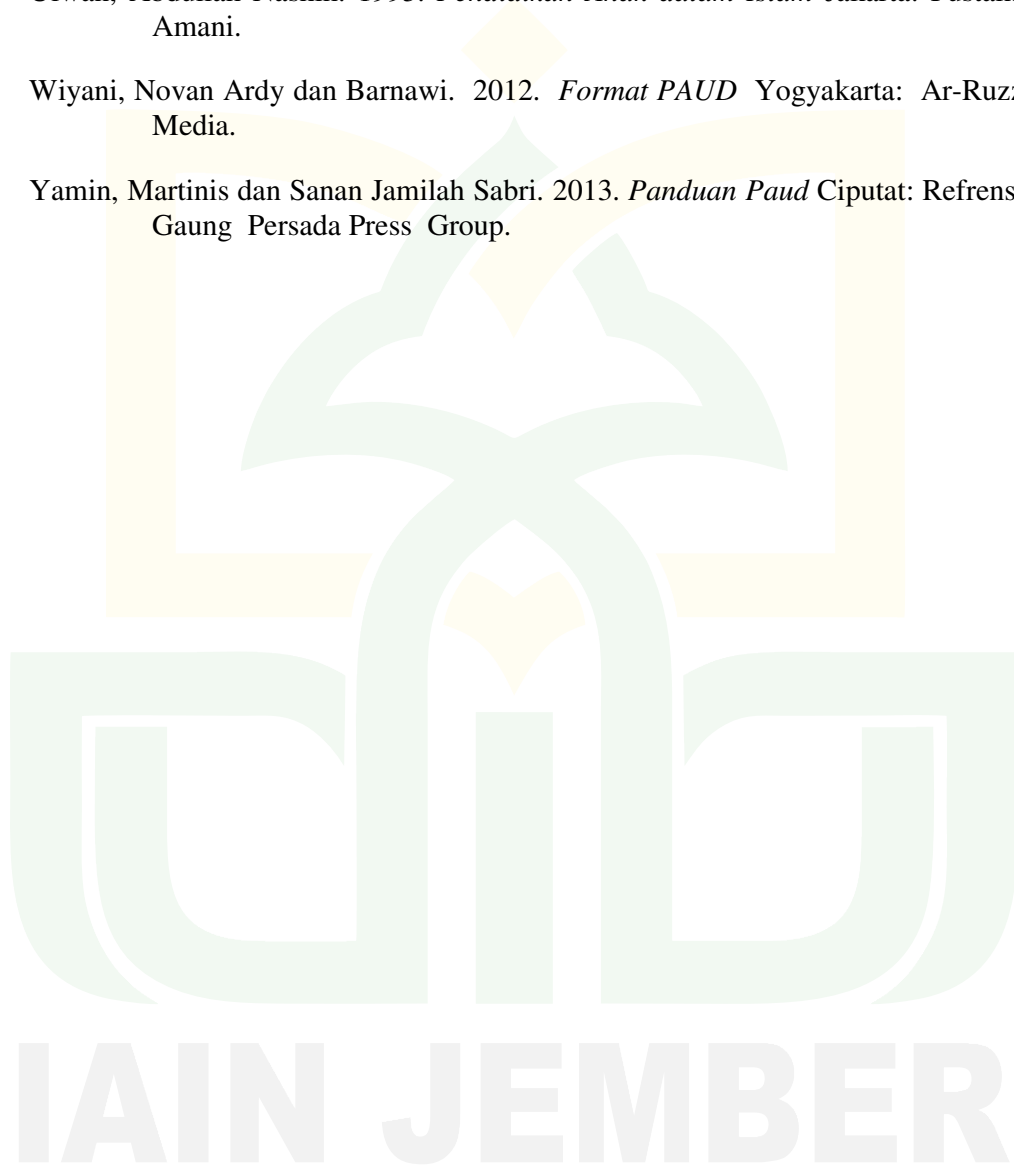 Amani.
Wiyani, Novan Ardy dan Barnawi. 2012. Format PAUD Yogyakarta: Ar-Ruzz
Media.
Yamin, Martinis dan Sanan Jamilah Sabri. 2013. Panduan Paud Ciputat: Refrens
Gaung Persada Press Group.
IAIN JEMBER